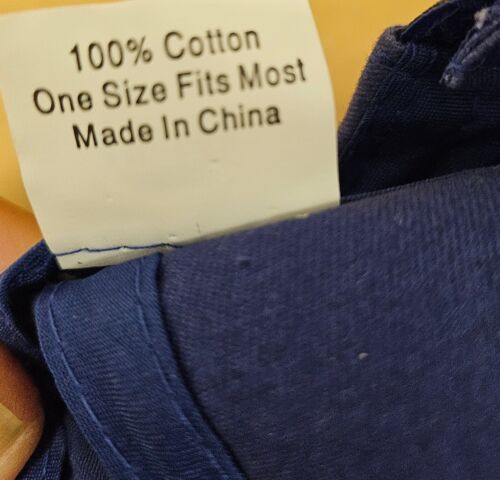 100% Cotton
One Size Fits Most
Made In China